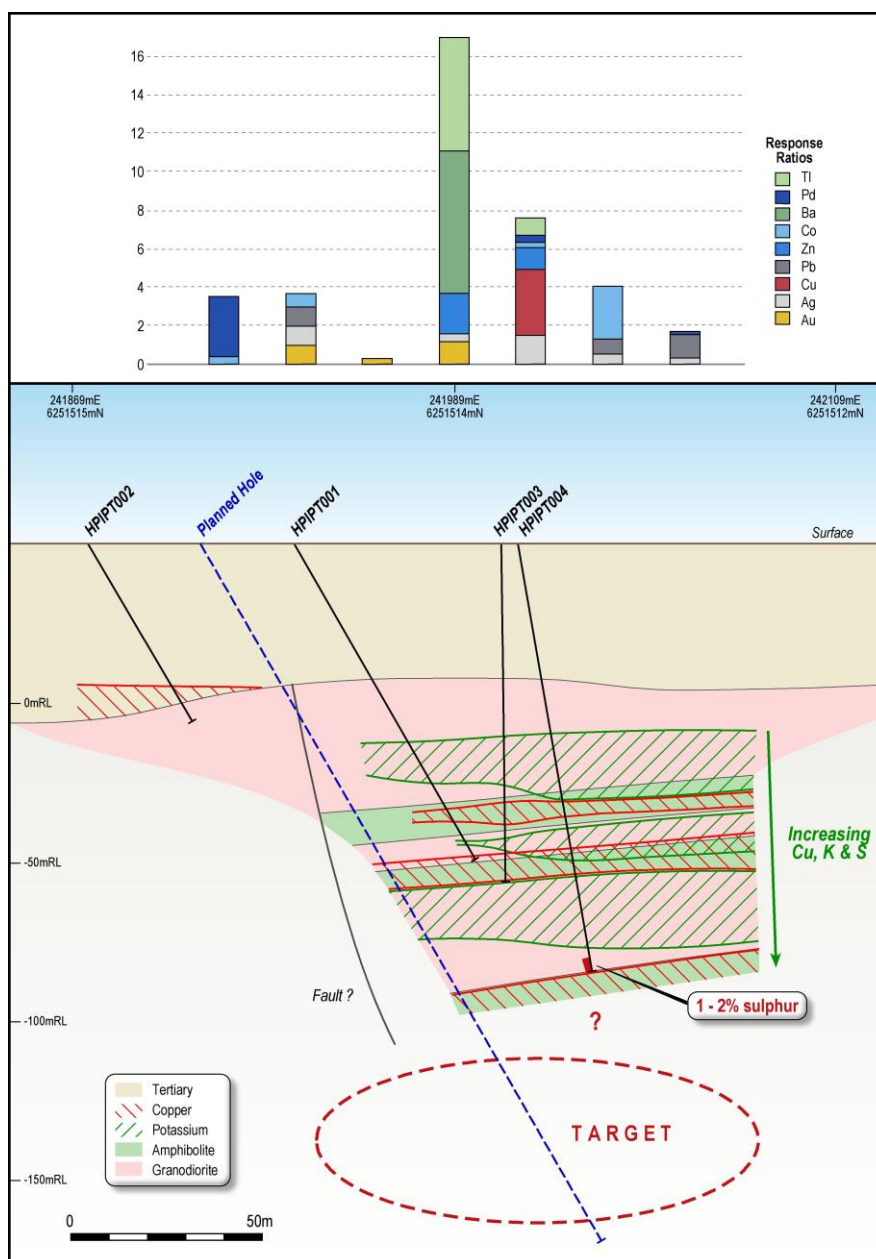 16
14
12
10
8
6
4
2
0
Response
Ratios
Tl
Pd
Ba
Co
Zn
Pb
Cu
Ag
Au
241869mE
6251515mN
241989mE
6251514mN
242109mE
6251512mN
HPIPT002
Planned Hole
HPIPT001
HPIPT003
HPIPT004
Surface
0mRL
Increasing
Cu, K & S
-50mRL
Fault ?
1 - 2% sulphur
-100mRL
?
Tertiary
Copper
Potassium
Amphibolite
Granodiorite
TARGET
-150mRL
0
50m